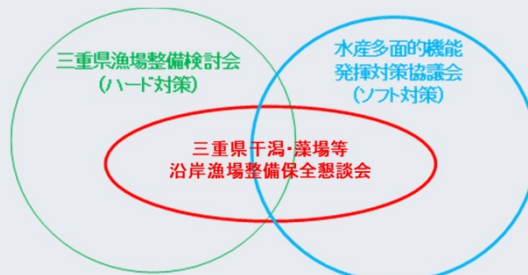 三重県漁場整備検討会
(ハード対策)
水産多面的機能
発揮対策協議会
(ソフト対策)
三重県干潟・藻場等
沿岸漁場整備保全懇談会